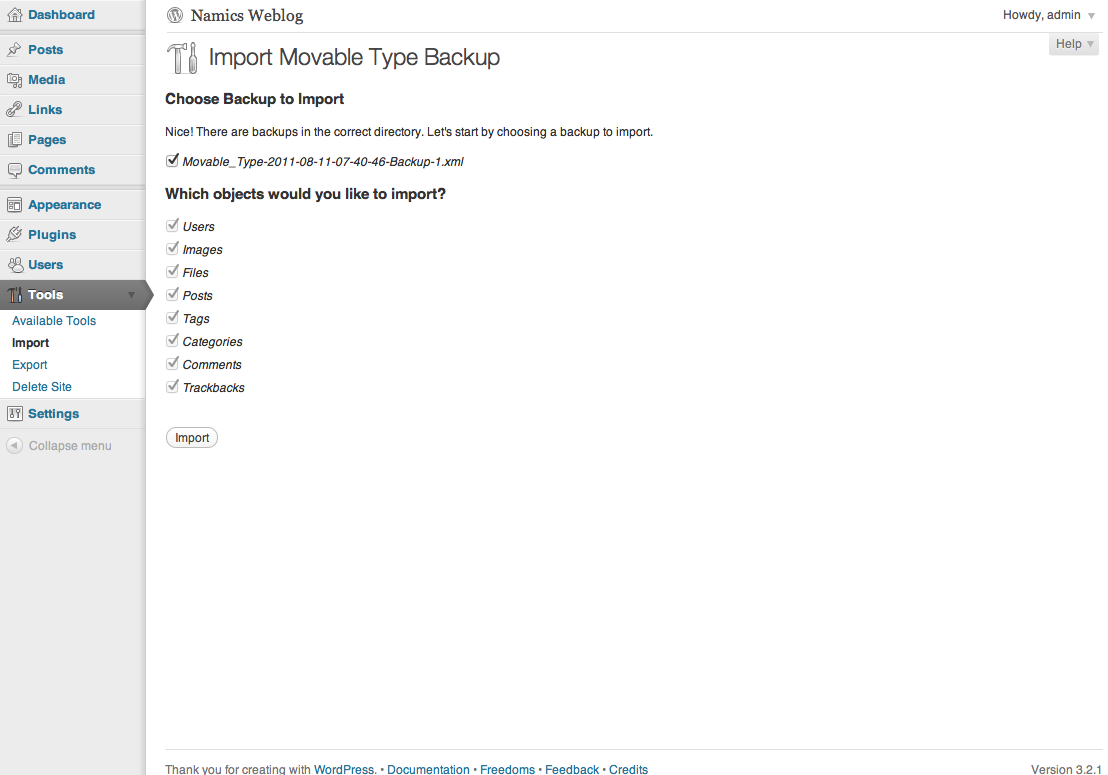 Dashboard
Posts
Media
Links
Pages
Comments
Appearance
Plugins
Users
Tools
Available Tools
Import
Export
Delete Site
Settings
Collapse menu
Namics Weblog
Howdy, admin
Help
Import Movable Type Backup
Choose Backup to Import
Nice! There are backups in the correct directory. Let's start by choosing a backup to import.
Movable_Type-2011-08-11-07-40-46-Backup-1.xml
Which objects would you like to import?
Users
Images
Files
Posts
Tags
Categories
Comments
Trackbacks
Import
Thank you for creating with WordPress. • Documentation • Freedoms • Feedback • Credits
Version 3.2.1